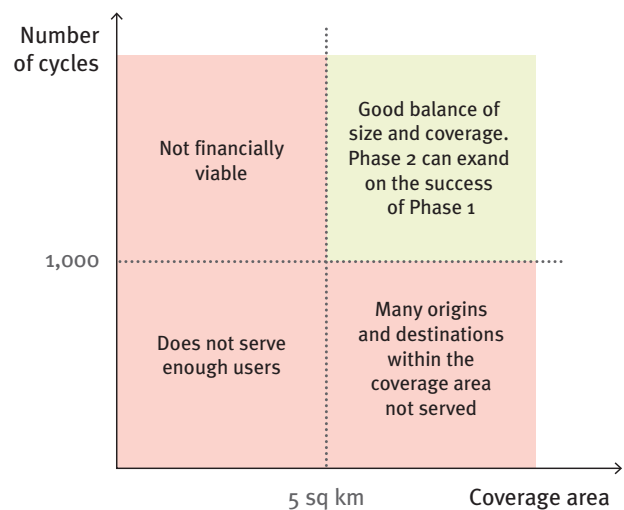 Number
of cycles
Not financially
viable
Good balance of
size and coverage.
Phase 2 can exand
on the success
of Phase 1
1,000
Does not serve
enough users
Many origins
and destinations
within the
coverage area
not served
5 sq km
Coverage area